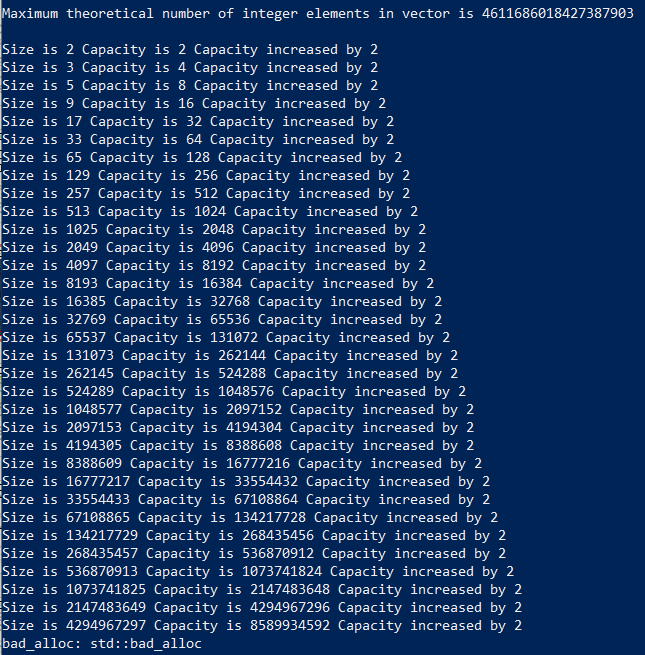 Maximum theoretical number of integer elements in vector is 4611686018427387903
Size is 2 Capacity is 2 Capacity increased by 2
Size is 3 Capacity is 4 Capacity increased by 2
Size is 5 Capacity is 8 Capacity increased by 2
Size is 9 Capacity is 16 Capacity increased by 2
Size is 17 Capacity is 32 Capacity increased by 2
Size is 33 Capacity is 64 Capacity increased by 2
Size is 65 Capacity is 128 Capacity increased by 2
Size is 129 Capacity is 256 Capacity increased by 2
Size is 257 Capacity is 512 Capacity increased by 2
Size is 513 Capacity is 1024 Capacity increased by 2
Size is 1025 Capacity is 2048 Capacity increased by 2
Size is 2049 Capacity is 4096 Capacity increased by 2
Size is 4097 Capacity is 8192 Capacity increased by 2
Size is 8193 Capacity is 16384 Capacity increased by 2
Size is 16385 Capacity is 32768 Capacity increased by 2
Size is 32769 Capacity is 65536 Capacity increased by 2
Size is 65537 Capacity is 131072 Capacity increased by 2
Size is 131073 Capacity is 262144 Capacity increased by 2
Size is 262145 Capacity is 524288 Capacity increased by 2
Size is 524289 Capacity is 1048576 Capacity increased by 2
Size is 1048577 Capacity is 2097152 Capacity increased by 2
Size is 2097153 Capacity is 4194304 Capacity increased by 2
Size is 4194305 Capacity is 8388608 Capacity increased by 2
Size is 8388609 Capacity is 16777216 Capacity increased by 2
Size is 16777217 Capacity is 33554432 Capacity increased by 2
Size is 33554433 Capacity is 67108864 Capacity increased by 2
Size is 67108865 Capacity is 134217728 Capacity increased by 2
Size is 134217729 Capacity is 268435456 Capacity increased by 2
Size is 268435457 Capacity is 536870912 Capacity increased by 2
Size is 536870913 Capacity is 1073741824 Capacity increased by 2
Size is 1073741825 Capacity is 2147483648 Capacity increased by 2
Size is 2147483649 Capacity is 4294967296 Capacity increased by 2
Size is 4294967297 Capacity is 8589934592 Capacity increased by 2
bad_alloc: std::bad_alloc